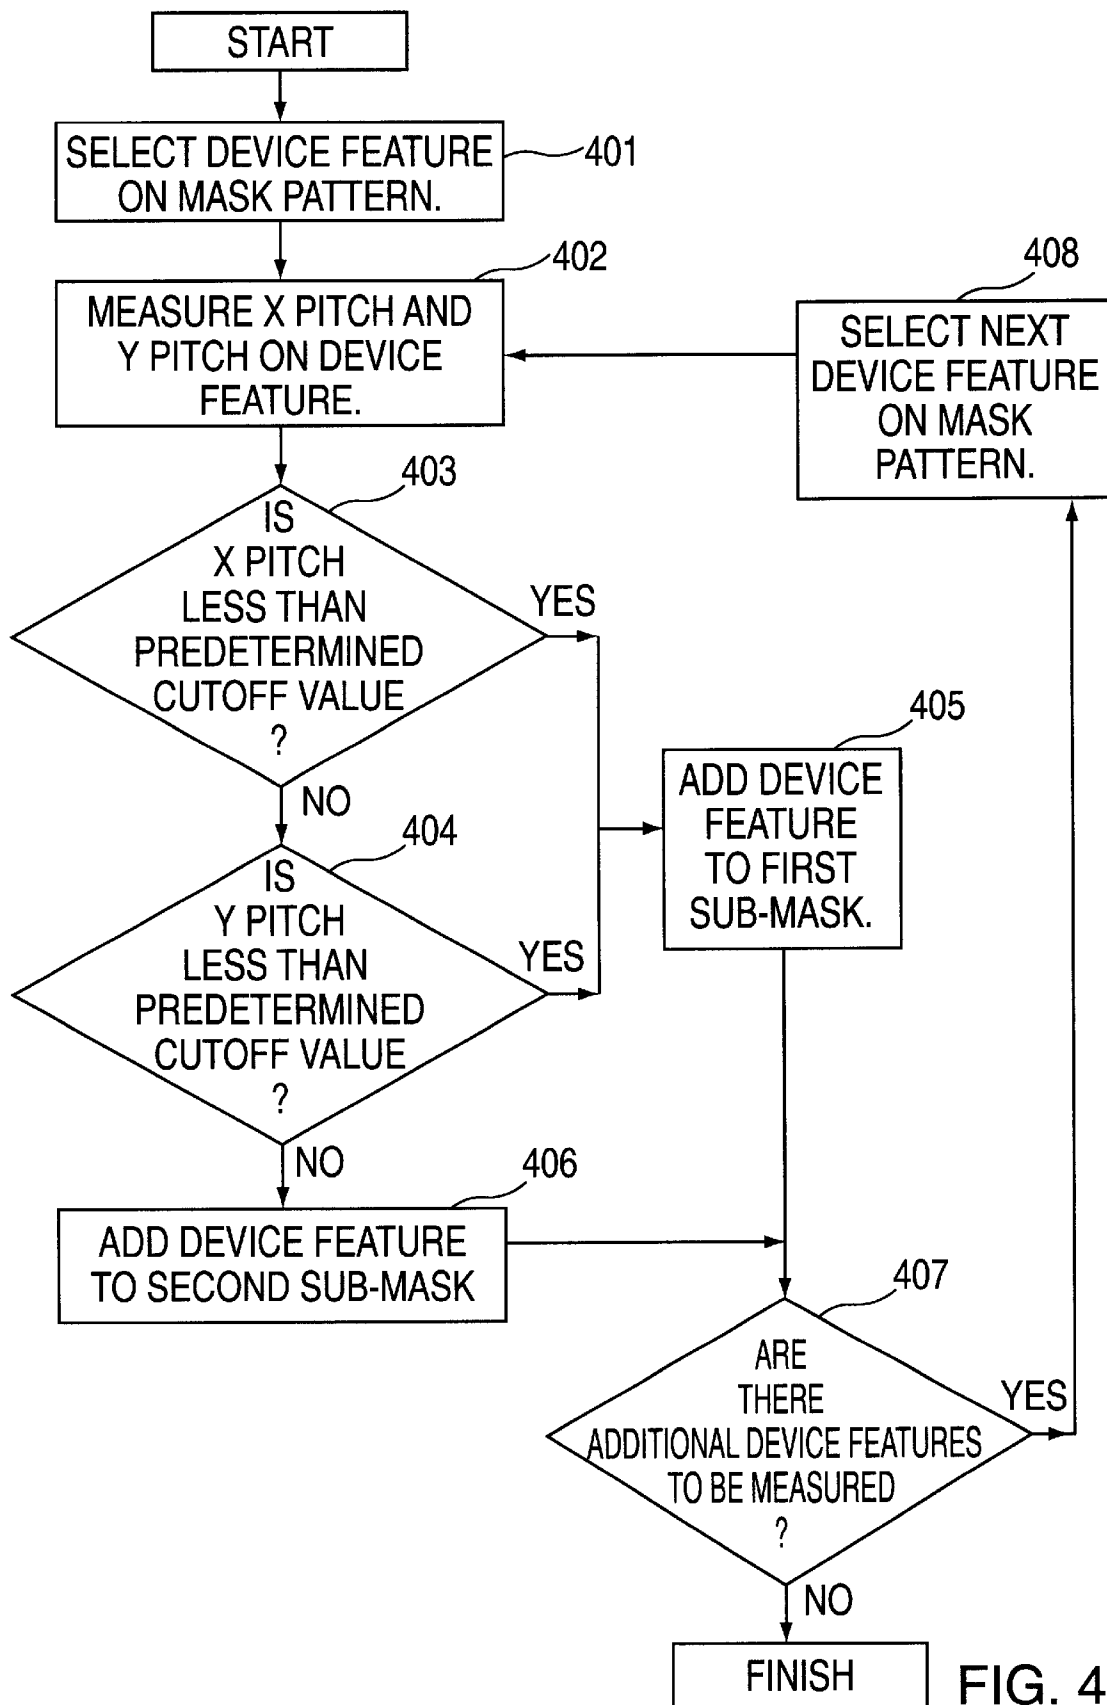 START
SELECT DEVICE FEATURE
ON MASK PATTERN.
401
402
MEASURE X PITCH AND
Y PITCH ON DEVICE
FEATURE.
408
SELECT NEXT
DEVICE FEATURE
ON MASK
PATTERN.
403
IS
X PITCH
LESS THAN
PREDETERMINED
CUTOFF VALUE
?
YES
NO
405
ADD DEVICE
FEATURE
TO FIRST
SUB-MASK.
404
IS
Y PITCH
LESS THAN
PREDETERMINED
CUTOFF VALUE
?
YES
NO
406
ADD DEVICE FEATURE
TO SECOND SUB-MASK
407
ARE
THERE
ADDITIONAL DEVICE FEATURES
TO BE MEASURED
?
YES
NO
FINISH
FIG. 4